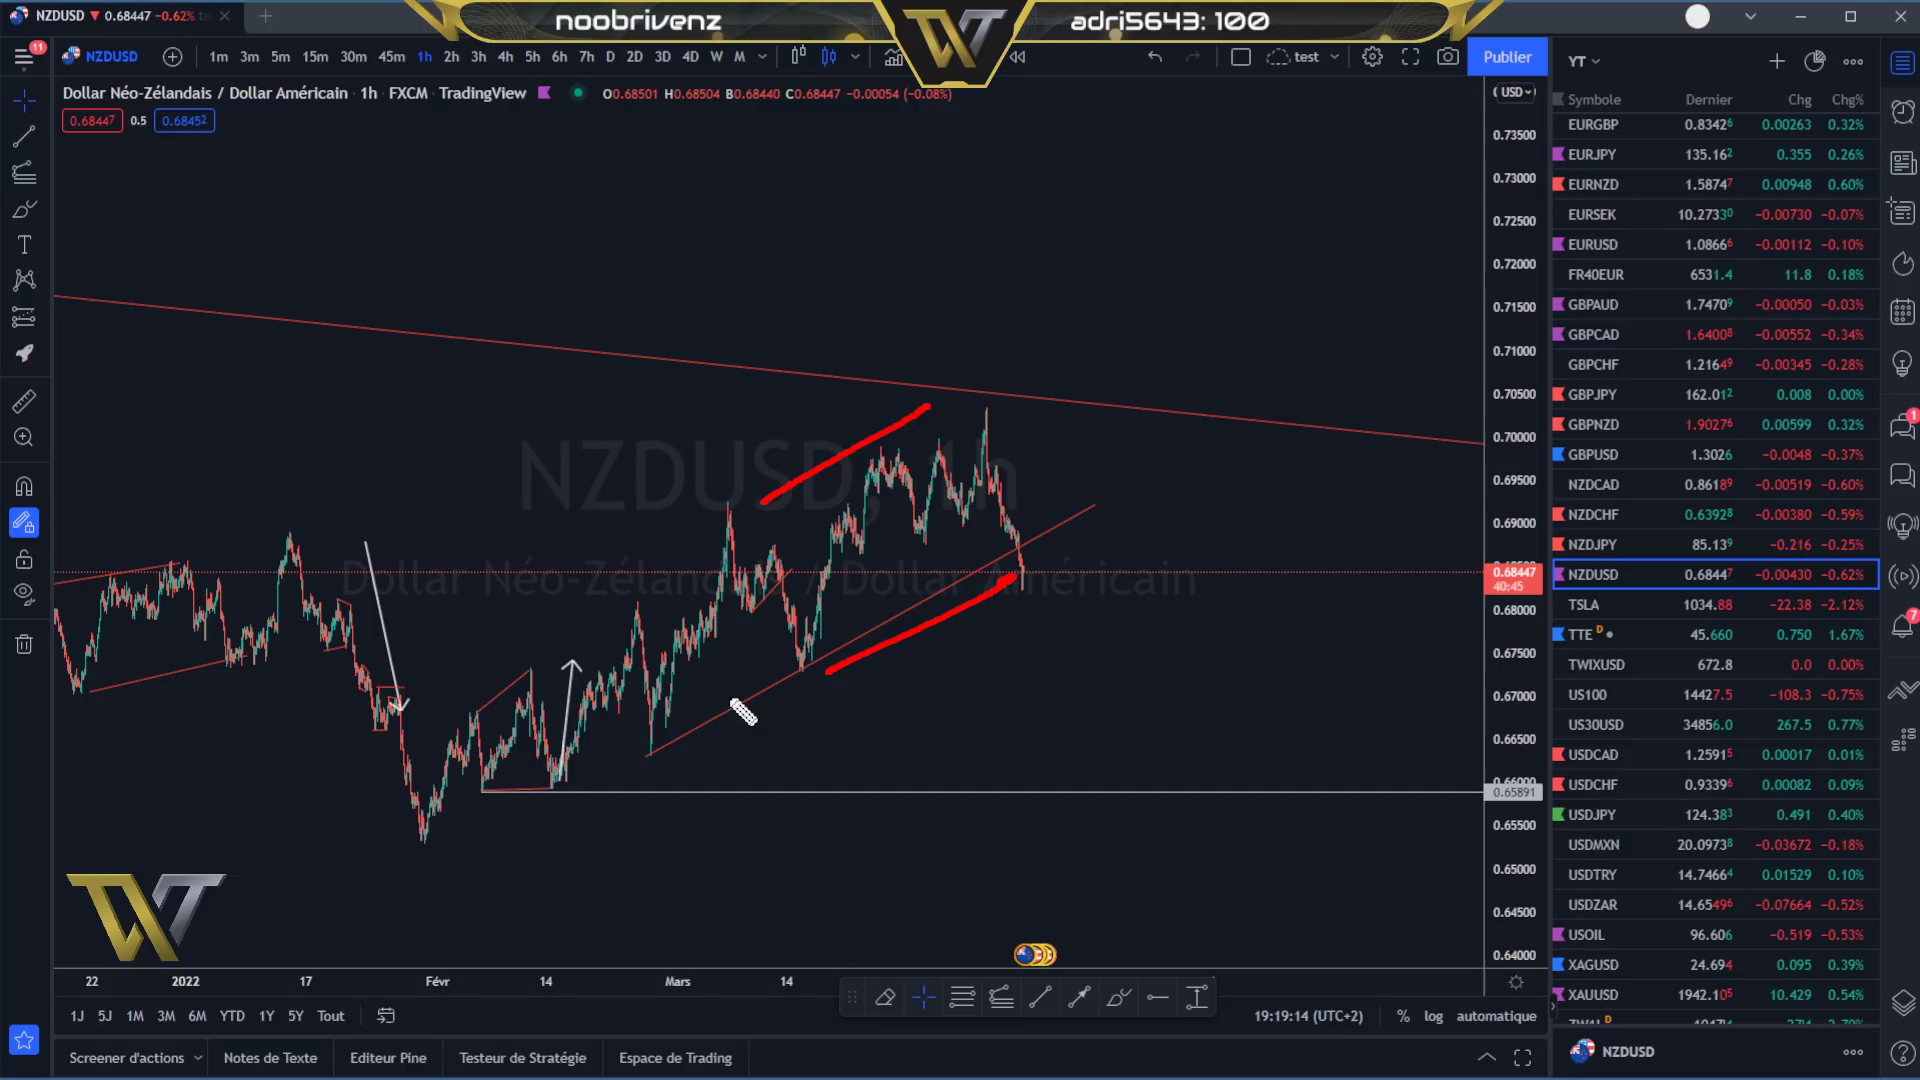 NZDUSD ▼ 0.68447 −0.62% te
noobrivenz
adri5643: 100
11
NZDUSD
1m 3m 5m 15m 30m 45m 1h 2h 3h 4h 5h 6h 7h D 2D 3D 4D W M
test
Publier
YT
Dollar Néo-Zélandais / Dollar Américain · 1h · FXCM · TradingView
O0.68501 H0.68504 B0.68440 C0.68447 −0.00054 (−0.08%)
USD
0.68447 0.5 0.68452
Symbole Dernier Chg Chg%
EURGBP 0.83426 0.00263 0.32%
EURJPY 135.162 0.355 0.26%
EURNZD 1.58747 0.00948 0.60%
EURSEK 10.27330 −0.00730 −0.07%
EURUSD 1.08666 −0.00112 −0.10%
FR40EUR 6531.4 11.8 0.18%
GBPAUD 1.74709 −0.00050 −0.03%
GBPCAD 1.64008 −0.00552 −0.34%
GBPCHF 1.21649 −0.00345 −0.28%
GBPJPY 162.012 0.008 0.00%
GBPNZD 1.90276 0.00599 0.32%
GBPUSD 1.3026 −0.0048 −0.37%
NZDCAD 0.86189 −0.00519 −0.60%
NZDCHF 0.63928 −0.00380 −0.59%
NZDJPY 85.139 −0.216 −0.25%
NZDUSD 0.68447 −0.00430 −0.62%
TSLA 1034.88 −22.38 −2.12%
TTE D 45.660 0.750 1.67%
TWIXUSD 672.8 0.0 0.00%
US100 14427.5 −108.3 −0.75%
US30USD 34856.0 267.5 0.77%
USDCAD 1.25915 0.00017 0.01%
USDCHF 0.93396 0.00082 0.09%
USDJPY 124.383 0.491 0.40%
USDMXN 20.09738 −0.03672 −0.18%
USDTRY 14.74664 0.01529 0.10%
USDZAR 14.65496 −0.07664 −0.52%
USOIL 96.606 −0.519 −0.53%
XAGUSD 24.694 0.095 0.39%
XAUUSD 1942.105 10.429 0.54%
NZDUSD
1
7
0.73500
0.73000
0.72500
0.72000
0.71500
0.71000
0.70500
0.70000
0.69500
0.69000
0.68447
40:45
0.68000
0.67500
0.67000
0.66500
0.66000
0.65891
0.65500
0.65000
0.64500
0.64000
NZDUSD, 1h
Dollar Néo-Zélandais / Dollar Américain
22 2022 17 Févr 14 Mars 14
1J 5J 1M 3M 6M YTD 1Y 5Y Tout
19:19:14 (UTC+2) % log automatique
Screener d'actions Notes de Texte Editeur Pine Testeur de Stratégie Espace de Trading